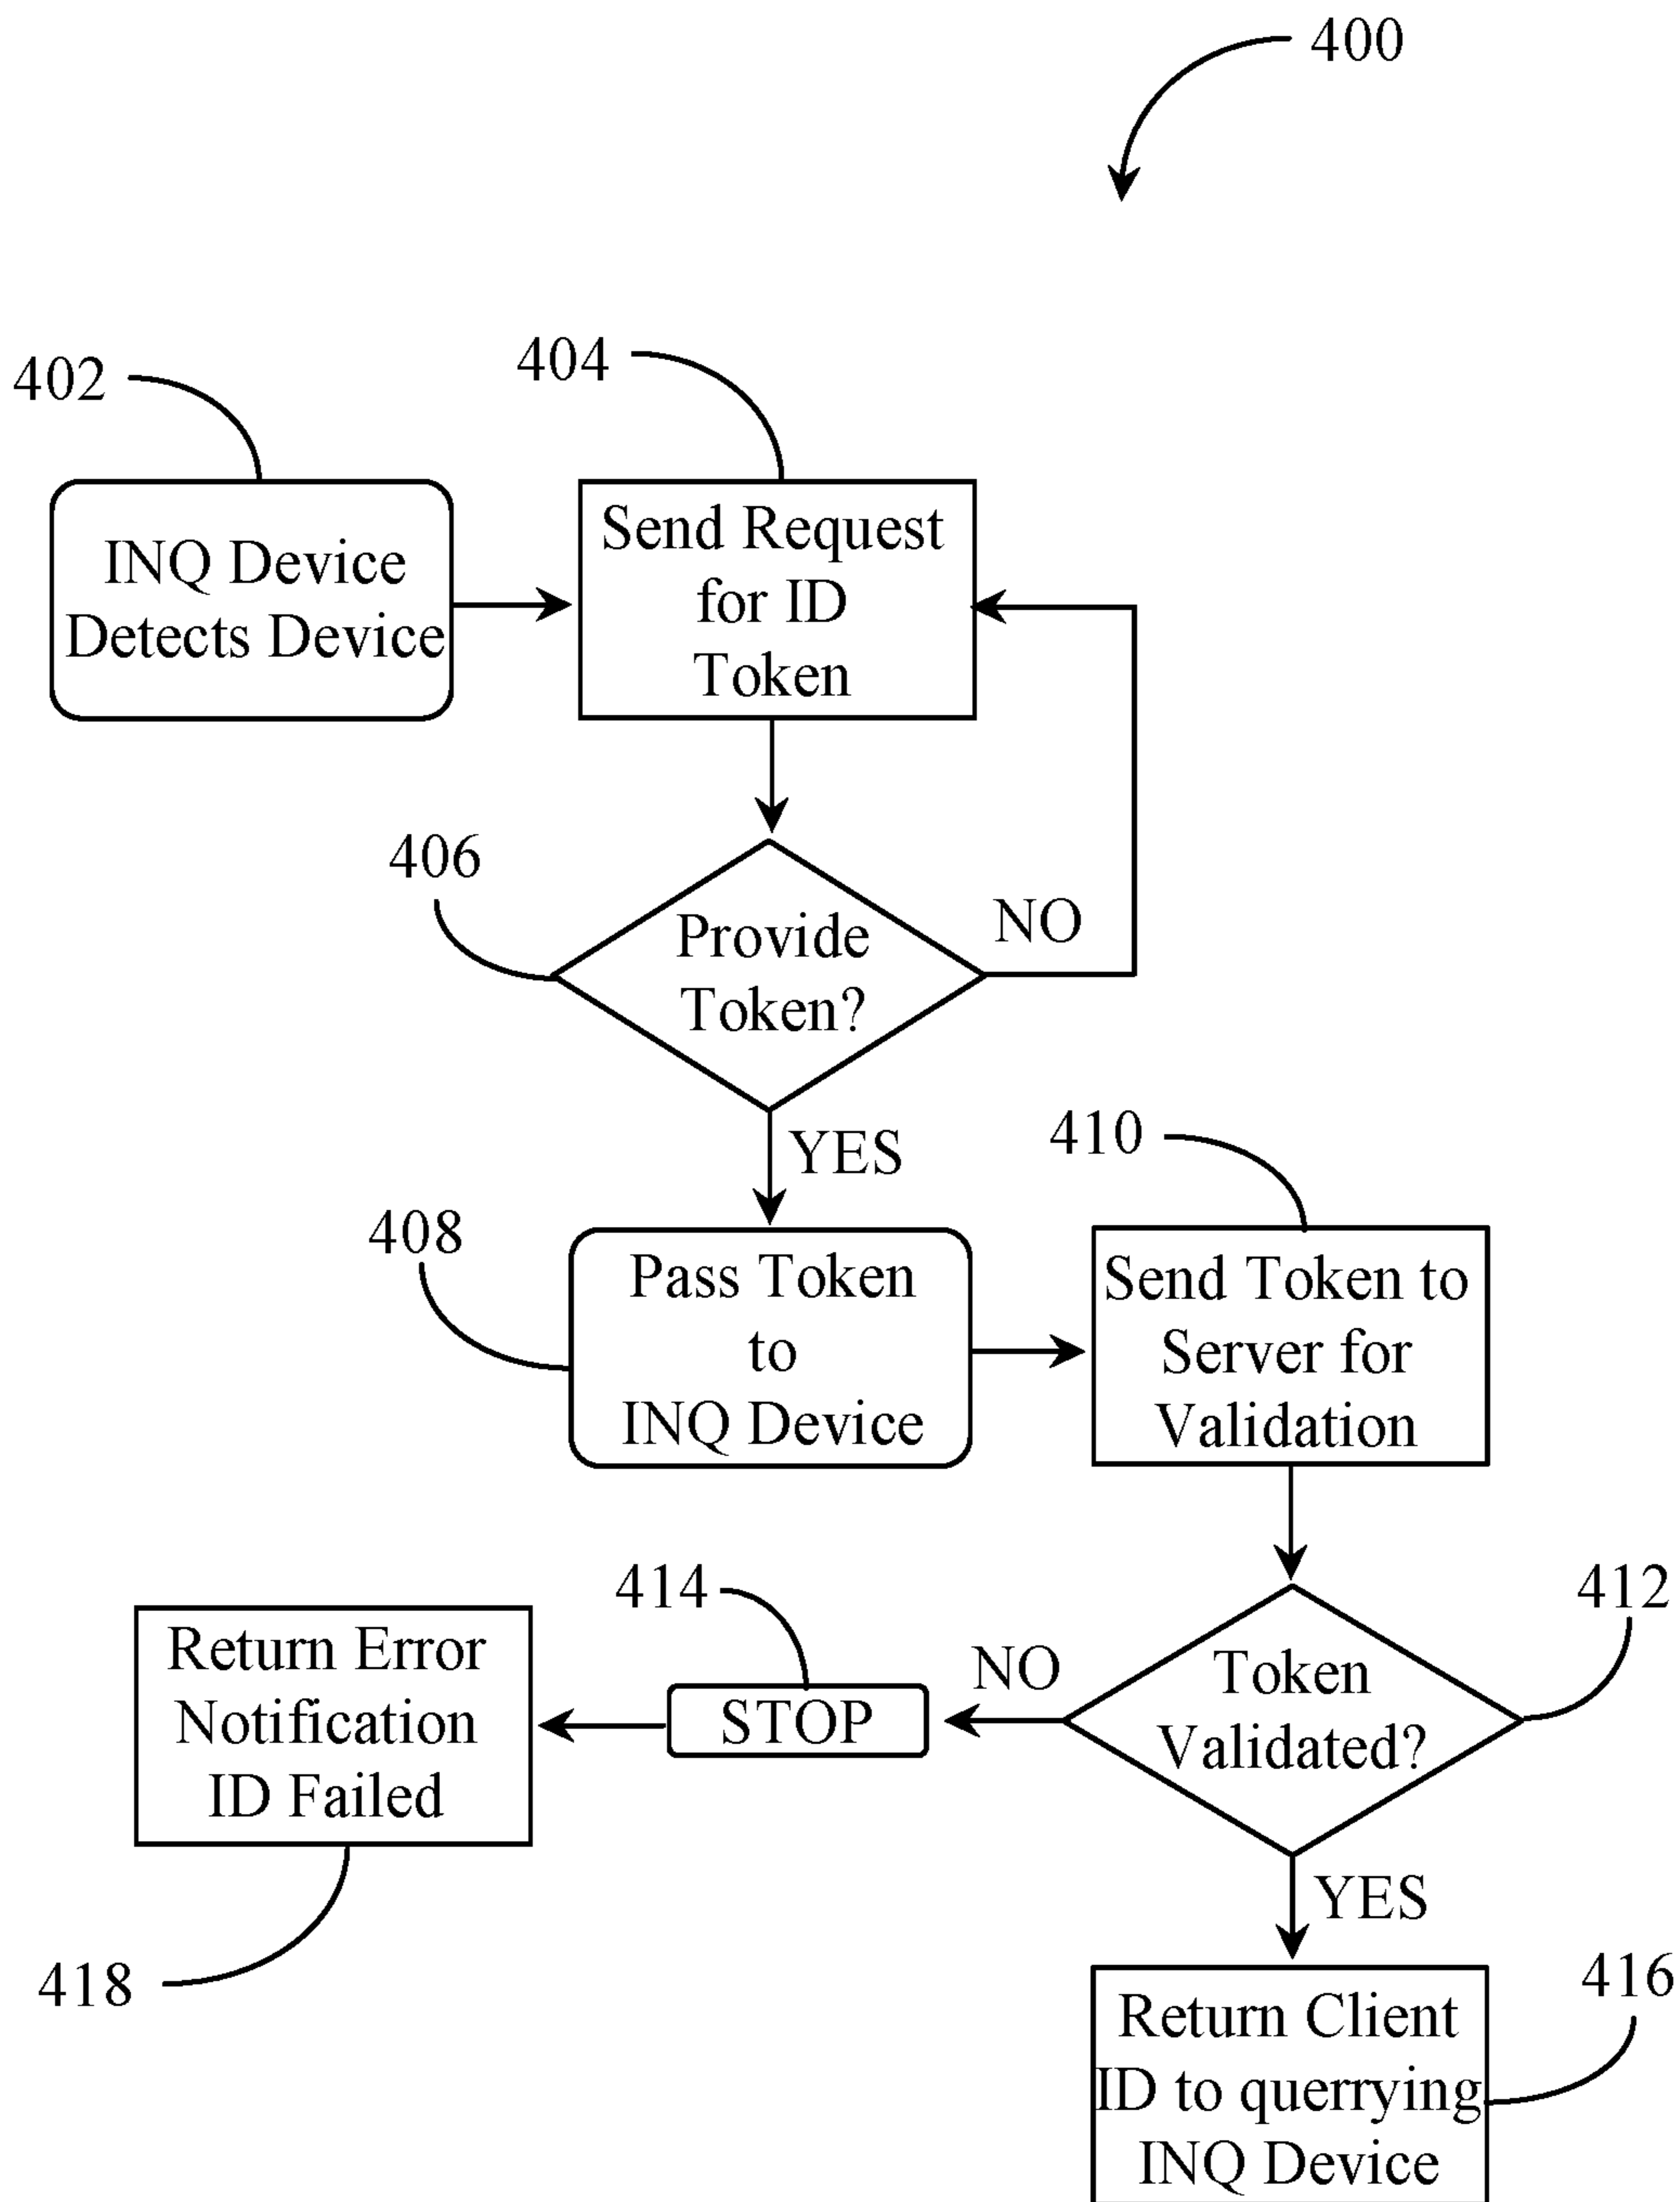 400
402
404
INQ Device
Detects Device
Send Request
for ID
Token
406
Provide
Token?
NO
YES
408
410
Pass Token
to
INQ Device
Send Token to
Server for
Validation
414
412
Return Error
Notification
ID Failed
STOP
NO
Token
Validated?
YES
418
416
Return Client
ID to querrying
INQ Device